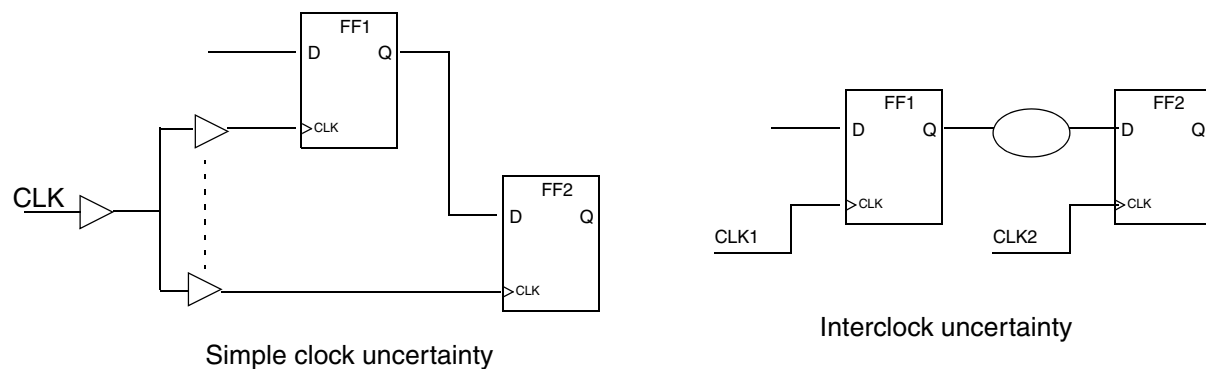 FF1
D Q
CLK
CLK
FF2
D Q
CLK
Simple clock uncertainty
FF1
D Q
CLK
CLK1
FF2
D Q
CLK
CLK2
Interclock uncertainty